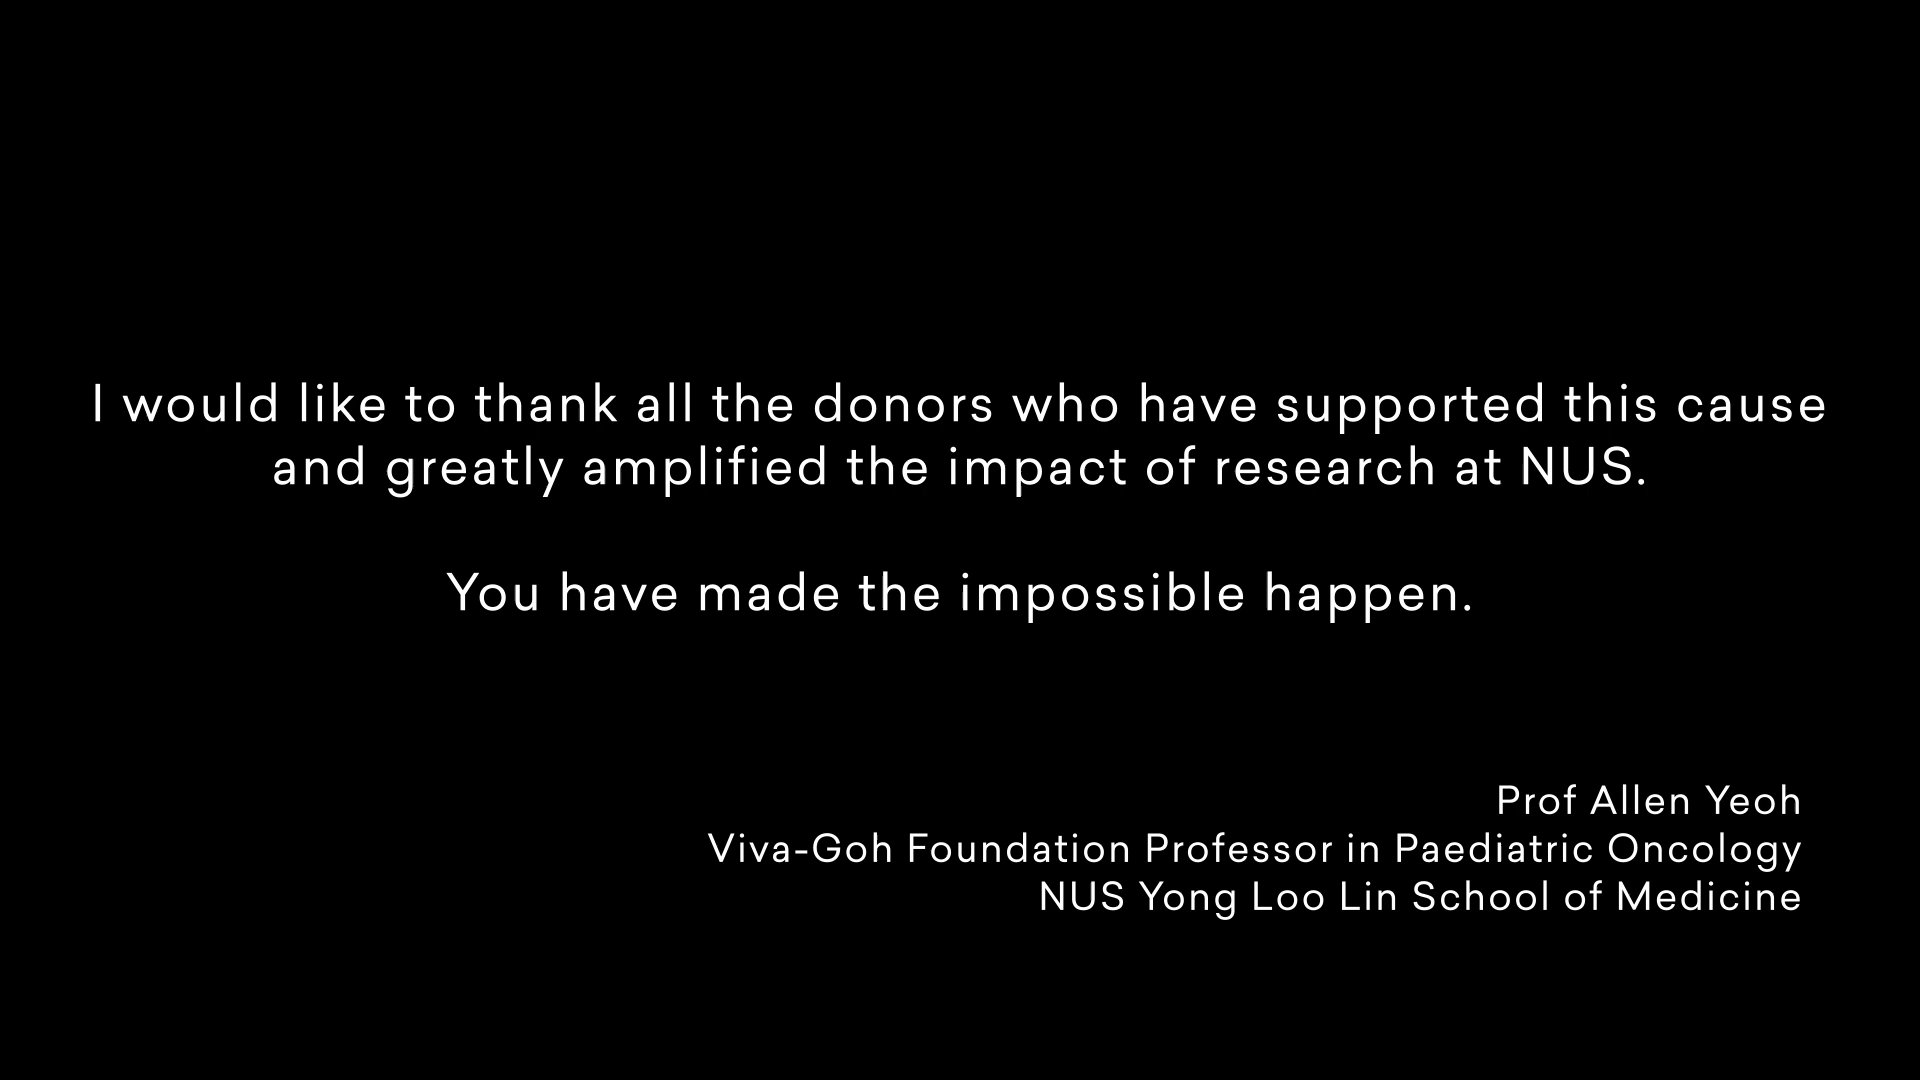 I would like to thank all the donors who have supported this cause
and greatly amplified the impact of research at NUS.
You have made the impossible happen.
Prof Allen Yeoh
Viva-Goh Foundation Professor in Paediatric Oncology
NUS Yong Loo Lin School of Medicine